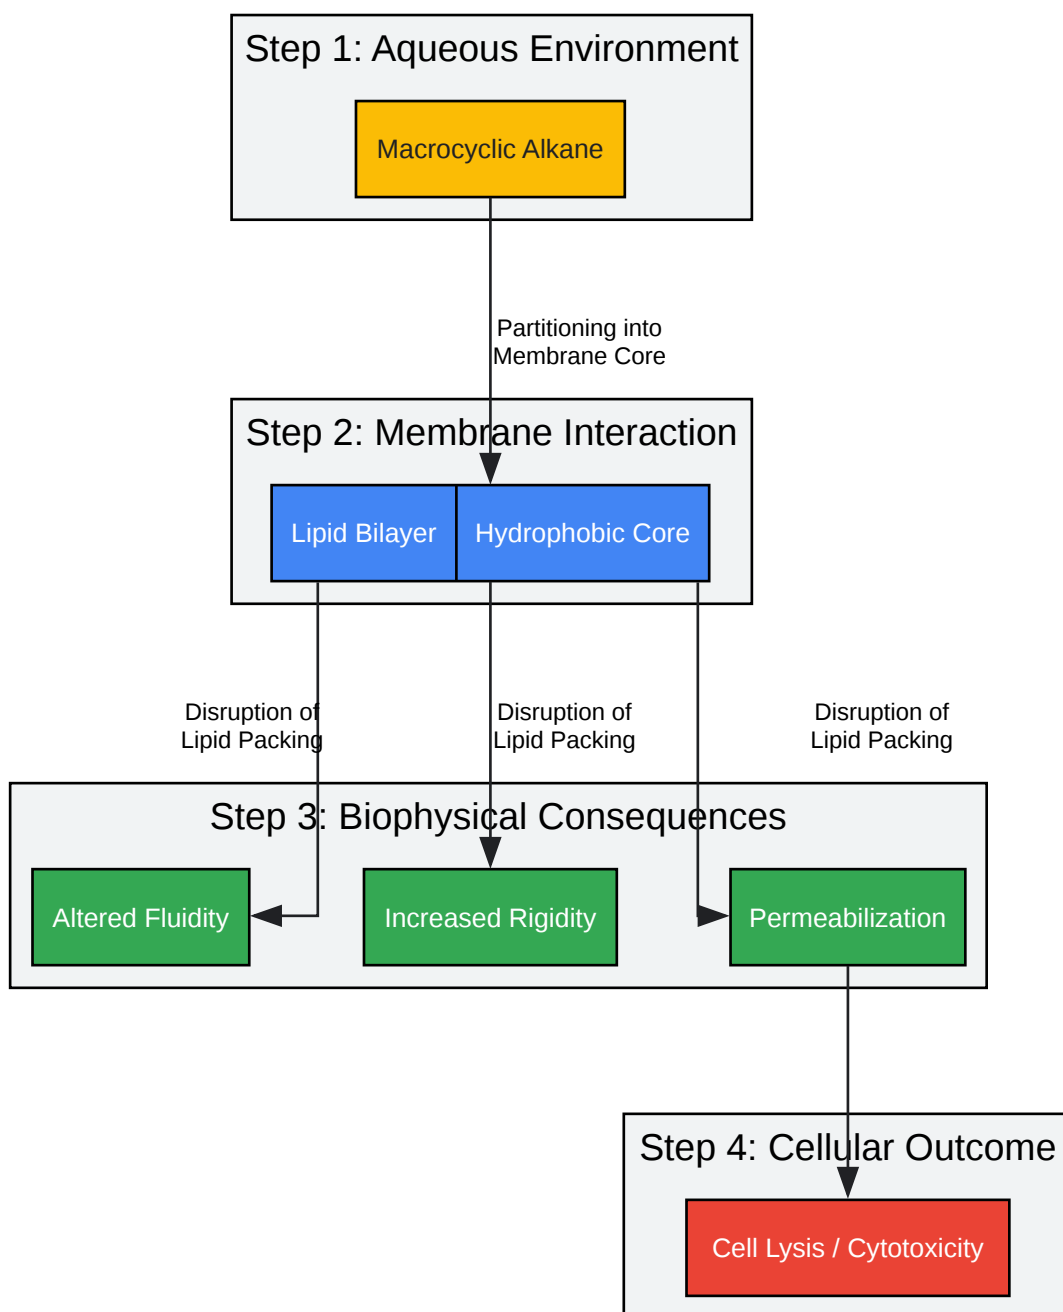 Step 1: Aqueous Environment
Macrocyclic Alkane
Partitioning into
Membrane Core
Step 2: Membrane Interaction
Lipid Bilayer
Hydrophobic Core
Disruption of
Lipid Packing
Disruption of
Lipid Packing
Disruption of
Lipid Packing
Step 3: Biophysical Consequences
Altered Fluidity
Increased Rigidity
Permeabilization
Step 4: Cellular Outcome
Cell Lysis / Cytotoxicity